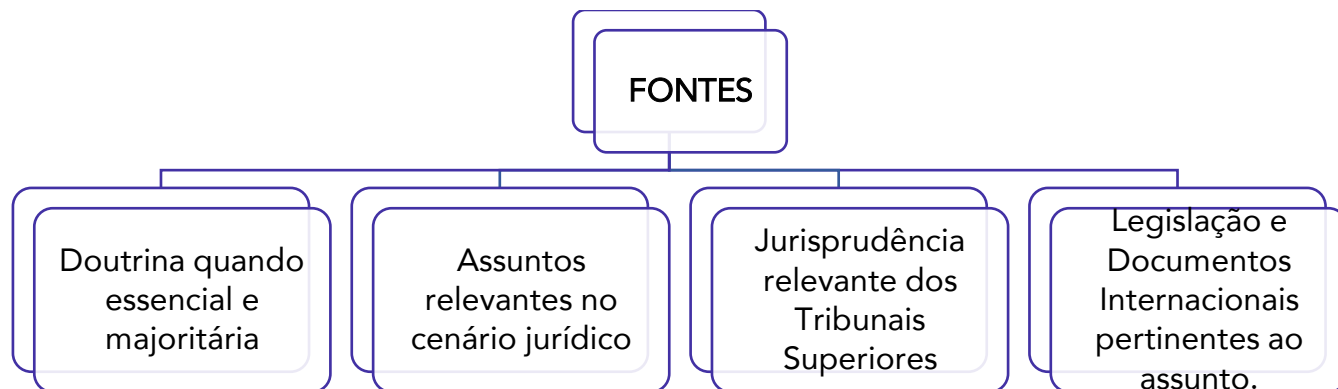 FONTES
Doutrina quando
essencial e
majoritária
Assuntos
relevantes no
cenário jurídico
Jurisprudência
relevante dos
Tribunais
Superiores
Legislação e
Documentos
Internacionais
pertinentes ao
assunto.